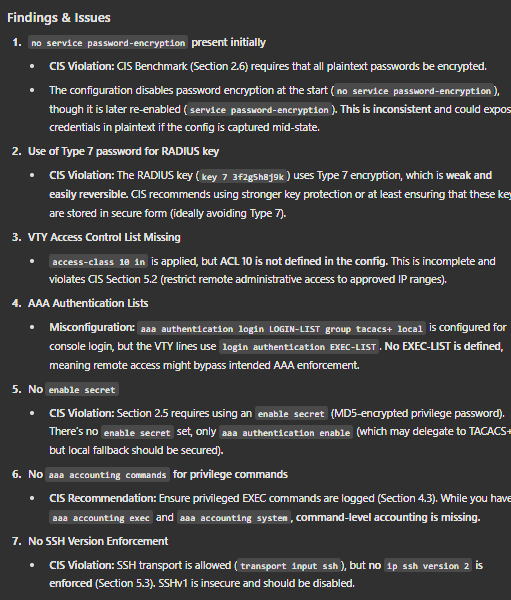 Findings & Issues
1. no service password-encryption present initially
• CIS Violation: CIS Benchmark (Section 2.6) requires that all plaintext passwords be encrypted.
• The configuration disables password encryption at the start ( no service password-encryption ),
though it is later re-enabled ( service password-encryption ). This is inconsistent and could expos
credentials in plaintext if the config is captured mid-state.
2. Use of Type 7 password for RADIUS key
• CIS Violation: The RADIUS key ( key 7 3f2g5h8j9k ) uses Type 7 encryption, which is weak and
easily reversible. CIS recommends using stronger key protection or at least ensuring that these key
are stored in secure form (ideally avoiding Type 7).
3. VTY Access Control List Missing
• access-class 10 in is applied, but ACL 10 is not defined in the config. This is incomplete and
violates CIS Section 5.2 (restrict remote administrative access to approved IP ranges).
4. AAA Authentication Lists
• Misconfiguration: aaa authentication login LOGIN-LIST group tacacs+ local is configured for
console login, but the VTY lines use login authentication EXEC-LIST . No EXEC-LIST is defined,
meaning remote access might bypass intended AAA enforcement.
5. No enable secret
• CIS Violation: Section 2.5 requires using an enable secret (MD5-encrypted privilege password).
There's no enable secret set, only aaa authentication enable (which may delegate to TACACS+
but local fallback should be secured).
6. No aaa accounting commands for privilege commands
• CIS Recommendation: Ensure privileged EXEC commands are logged (Section 4.3). While you have
aaa accounting exec and aaa accounting system , command-level accounting is missing.
7. No SSH Version Enforcement
• CIS Violation: SSH transport is allowed ( transport input ssh ), but no ip ssh version 2 is
enforced (Section 5.3). SSHv1 is insecure and should be disabled.